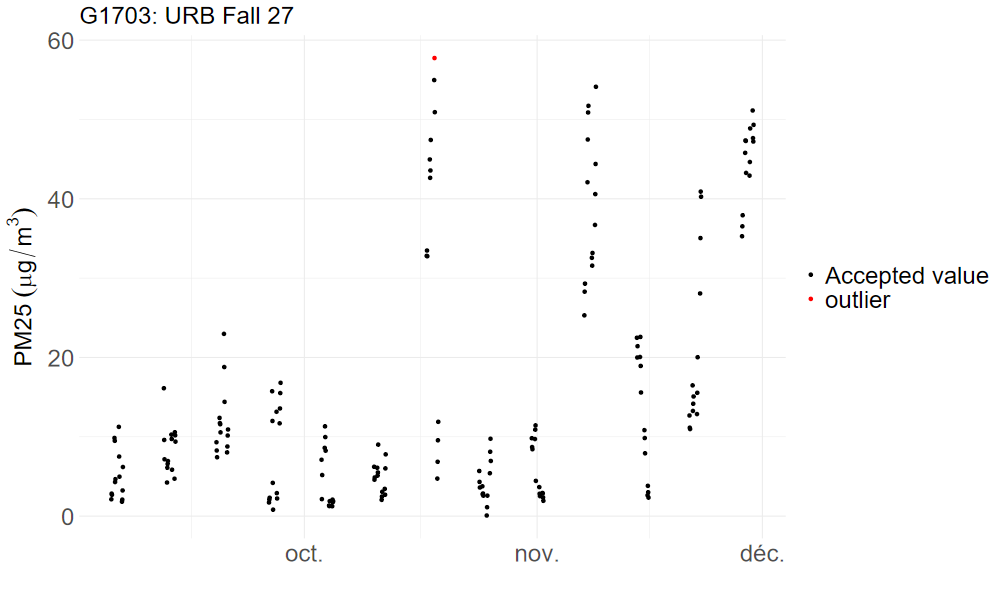 G1703: URB Fall 27
60
40
20
0
PM25 (μg/m³)
oct.
nov.
déc.
Accepted value
outlier